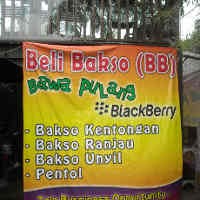 Beli Bakso (BB)
Bawa Pulang
BlackBerry
- Bakso Kentongan
- Bakso Ranjau
- Bakso Unyil
- Pentol